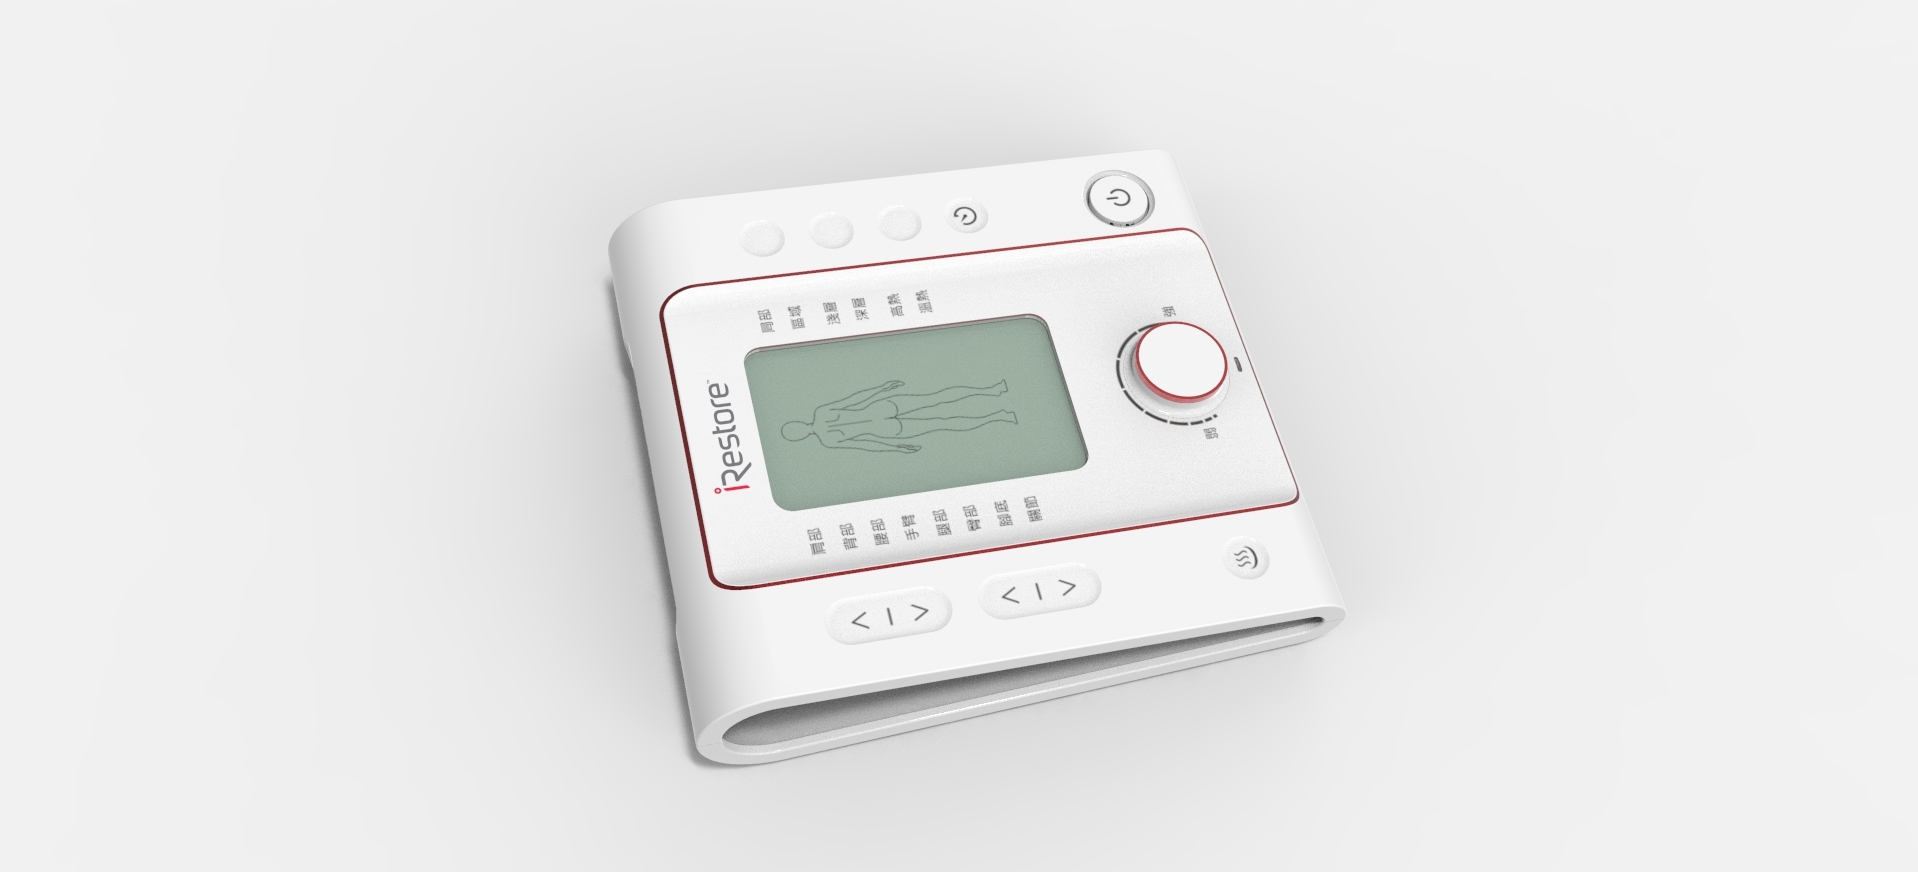 iRestore™
局部
區域
淺層
深層
高熱
溫熱
肩部
背部
腰部
手臂
腿部
臀部
腳底
關節
強
弱
< | >
< | >